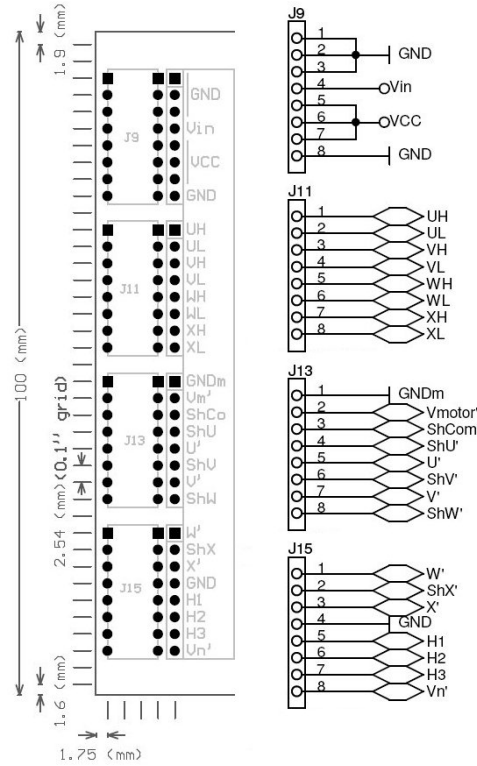 1.9 (mm)
100 (mm)
2.54 (mm)(0.1'' grid)
1.6 (mm)
1.75 (mm)
J9
GND
Vin
VCC
GND
J11
UH
UL
VH
VL
WH
WL
XH
XL
J13
GNDm
Vm'
ShCo
ShU
U'
ShV
V'
ShW
J15
W'
ShX
X'
GND
H1
H2
H3
Vn'
J9
1
2 GND
3
4 Vin
5
6 VCC
7
8 GND
J11
1 UH
2 UL
3 VH
4 VL
5 WH
6 WL
7 XH
8 XL
J13
1 GNDm
2 Vmotor'
3 ShCom
4 ShU'
5 U'
6 ShV'
7 V'
8 ShW'
J15
1 W'
2 ShX'
3 X'
4 GND
5 H1
6 H2
7 H3
8 Vn'